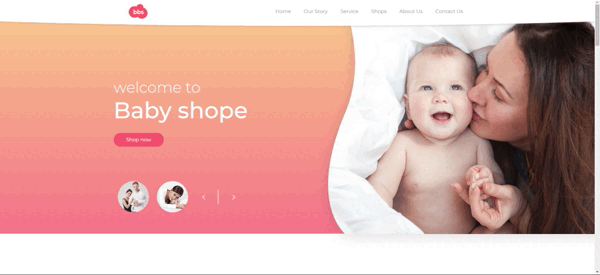 bbs
Home Our Story Service Shops About Us Contact Us
welcome to
Baby shope
Shop now